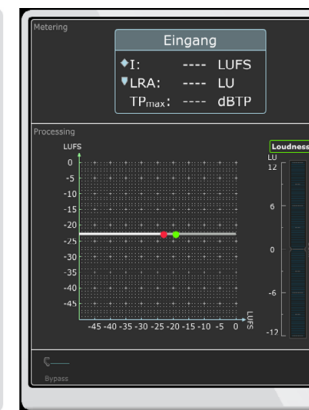 Metering
Eingang
I: ---- LUFS
LRA: ---- LU
TPmax: ---- dBTP
Processing
LUFS
Loudness
LU
0
-5
-10
-15
-20
-25
-30
-35
-40
-45
-45 -40 -35 -30 -25 -20 -15 -10 -5 0
LUFS
12
6
0
-6
-12
Bypass